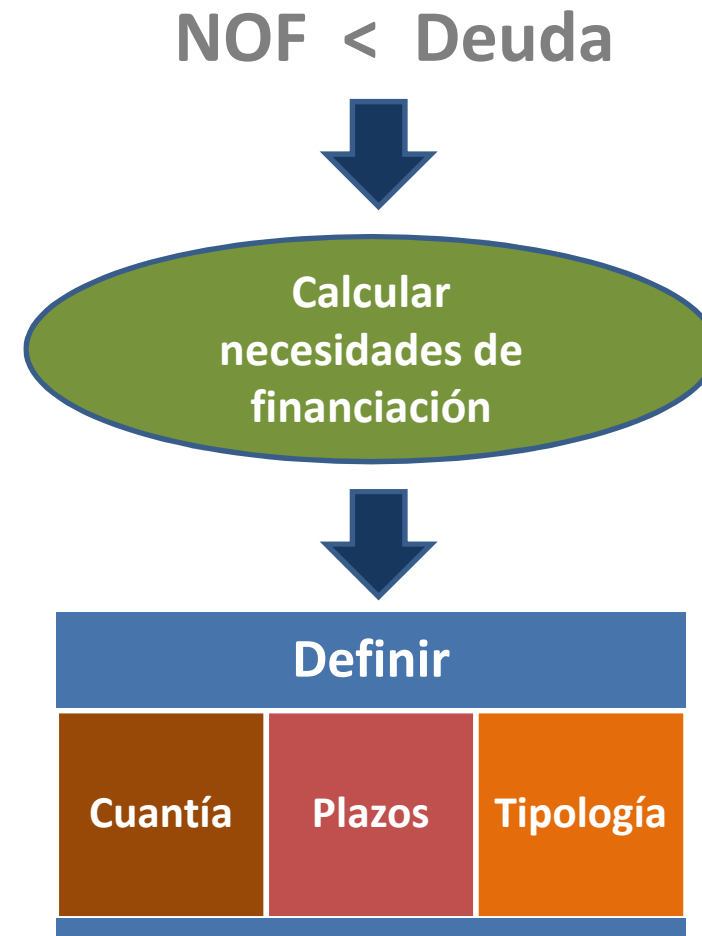 NOF < Deuda
Calcular
necesidades de
financiación
Definir
Cuantía Plazos Tipología